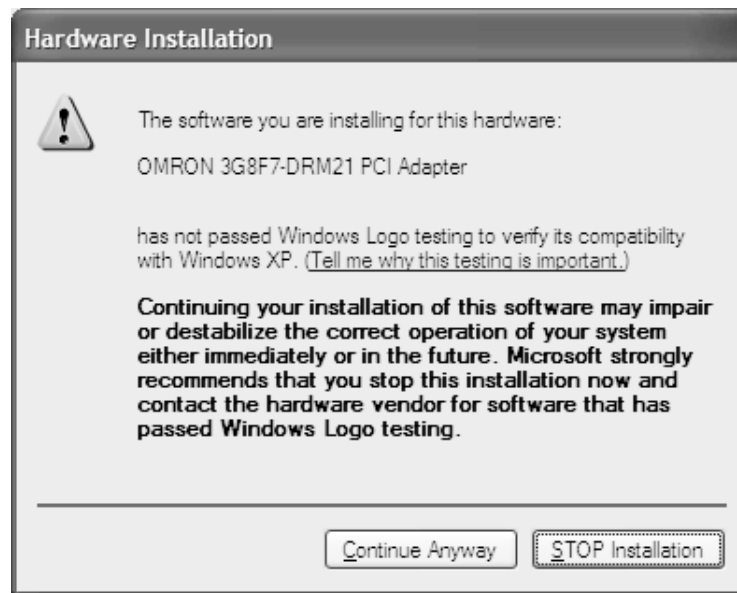 Hardware Installation
The software you are installing for this hardware:
OMRON 3G8F7-DRM21 PCI Adapter
has not passed Windows Logo testing to verify its compatibility
with Windows XP. (Tell me why this testing is important.)
Continuing your installation of this software may impair
or destabilize the correct operation of your system
either immediately or in the future. Microsoft strongly
recommends that you stop this installation now and
contact the hardware vendor for software that has
passed Windows Logo testing.
Continue Anyway
STOP Installation